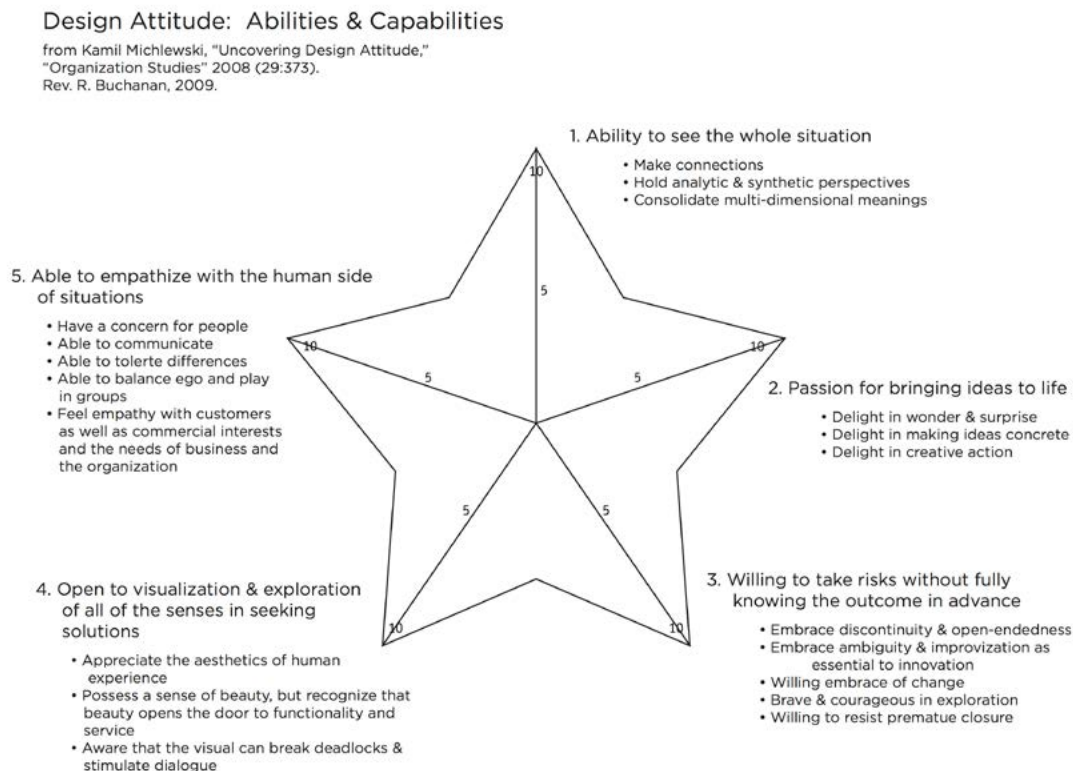 Design Attitude:  Abilities & Capabilities
from Kamil Michlewski, “Uncovering Design Attitude,”
“Organization Studies” 2008 (29:373).
Rev. R. Buchanan, 2009.
1. Ability to see the whole situation
• Make connections
• Hold analytic & synthetic perspectives
• Consolidate multi-dimensional meanings
10
5
5. Able to empathize with the human side
of situations
• Have a concern for people
• Able to communicate
• Able to tolerte differences
• Able to balance ego and play
in groups
• Feel empathy with customers
as well as commercial interests
and the needs of business and
the organization
10
5
10
5
2. Passion for bringing ideas to life
• Delight in wonder & surprise
• Delight in making ideas concrete
• Delight in creative action
5
5
4. Open to visualization & exploration
of all of the senses in seeking
solutions
• Appreciate the aesthetics of human
experience
• Possess a sense of beauty, but recognize that
beauty opens the door to functionality and
service
• Aware that the visual can break deadlocks &
stimulate dialogue
10
10
3. Willing to take risks without fully
knowing the outcome in advance
• Embrace discontinuity & open-endedness
• Embrace ambiguity & improvization as
essential to innovation
• Willing embrace of change
• Brave & courageous in exploration
• Willing to resist prematue closure